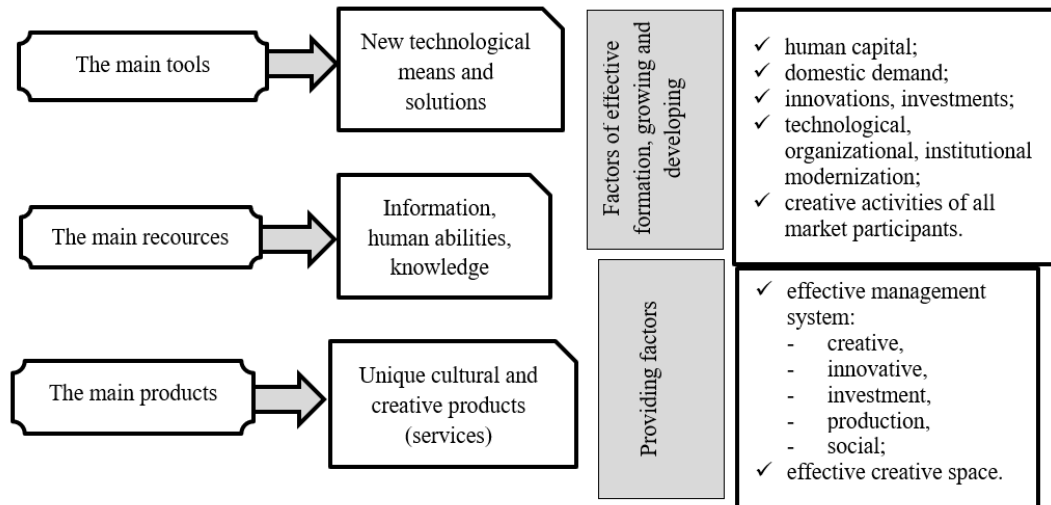 The main tools
New technological
means and
solutions
The main recources
Information,
human abilities,
knowledge
The main products
Unique cultural and
creative products
(services)
Factors of effective
formation, growing and
developing
✓ human capital;
✓ domestic demand;
✓ innovations, investments;
✓ technological,
organizational, institutional
modernization;
✓ creative activities of all
market participants.
Providing factors
✓ effective management
system:
- creative,
- innovative,
- investment,
- production,
- social;
✓ effective creative space.